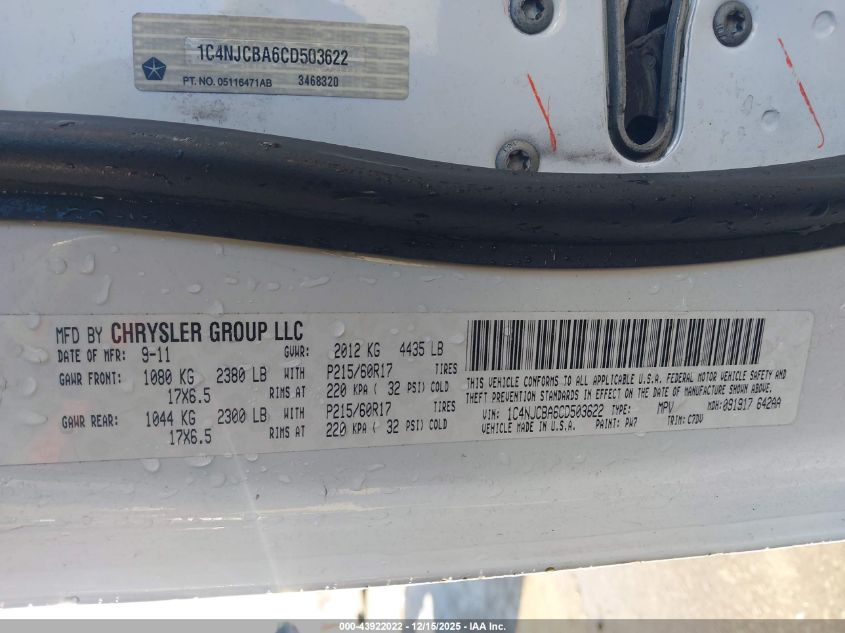 1C4NJCBA6CD503622
PT. NO. 05116471AB 3468320
MFD BY CHRYSLER GROUP LLC
DATE OF MFR: 9-11 GVWR: 2012 KG 4435 LB
GAWR FRONT: 1080 KG 2380 LB WITH P215/60R17 TIRES
17X6.5 RIMS AT 220 KPA ( 32 PSI) COLD
GAWR REAR: 1044 KG 2300 LB WITH P215/60R17 TIRES
17X6.5 RIMS AT 220 KPA ( 32 PSI) COLD
THIS VEHICLE CONFORMS TO ALL APPLICABLE U.S.A. FEDERAL MOTOR VEHICLE SAFETY AND
THEFT PREVENTION STANDARDS IN EFFECT ON THE DATE OF MANUFACTURE SHOWN ABOVE.
VIN: 1C4NJCBA6CD503622 TYPE: MPV MDH: 091917 642AA
VEHICLE MADE IN U.S.A. PAINT: PW7 TRIM: C7DV
000-43922022 - 12/15/2025 - IAA Inc.